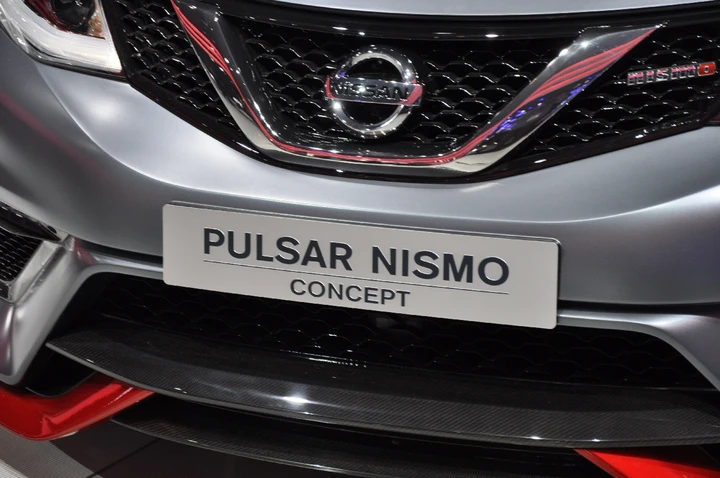 NISSAN
nismo
PULSAR NISMO
CONCEPT